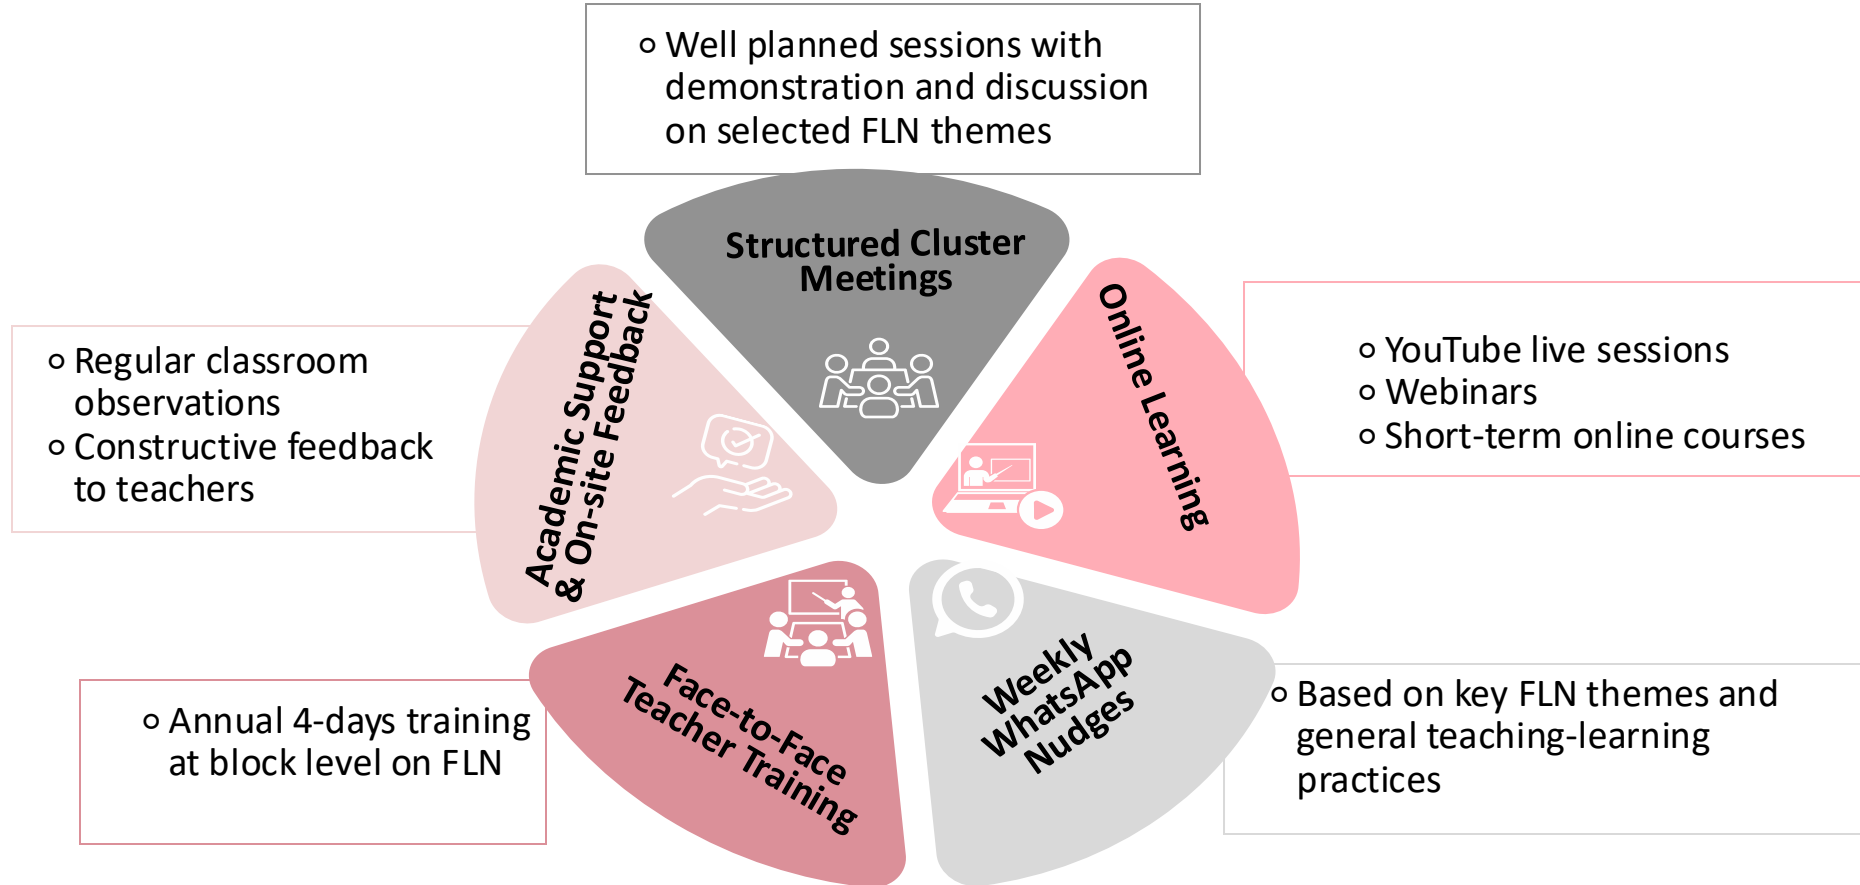 ○ Well planned sessions with
demonstration and discussion
on selected FLN themes
Structured Cluster
Meetings
Online Learning
○ YouTube live sessions
○ Webinars
○ Short-term online courses
Weekly
WhatsApp
Nudges
○ Based on key FLN themes and
general teaching-learning
practices
Face-to-Face
Teacher Training
○ Annual 4-days training
at block level on FLN
Academic Support
& On-site Feedback
○ Regular classroom
observations
○ Constructive feedback
to teachers